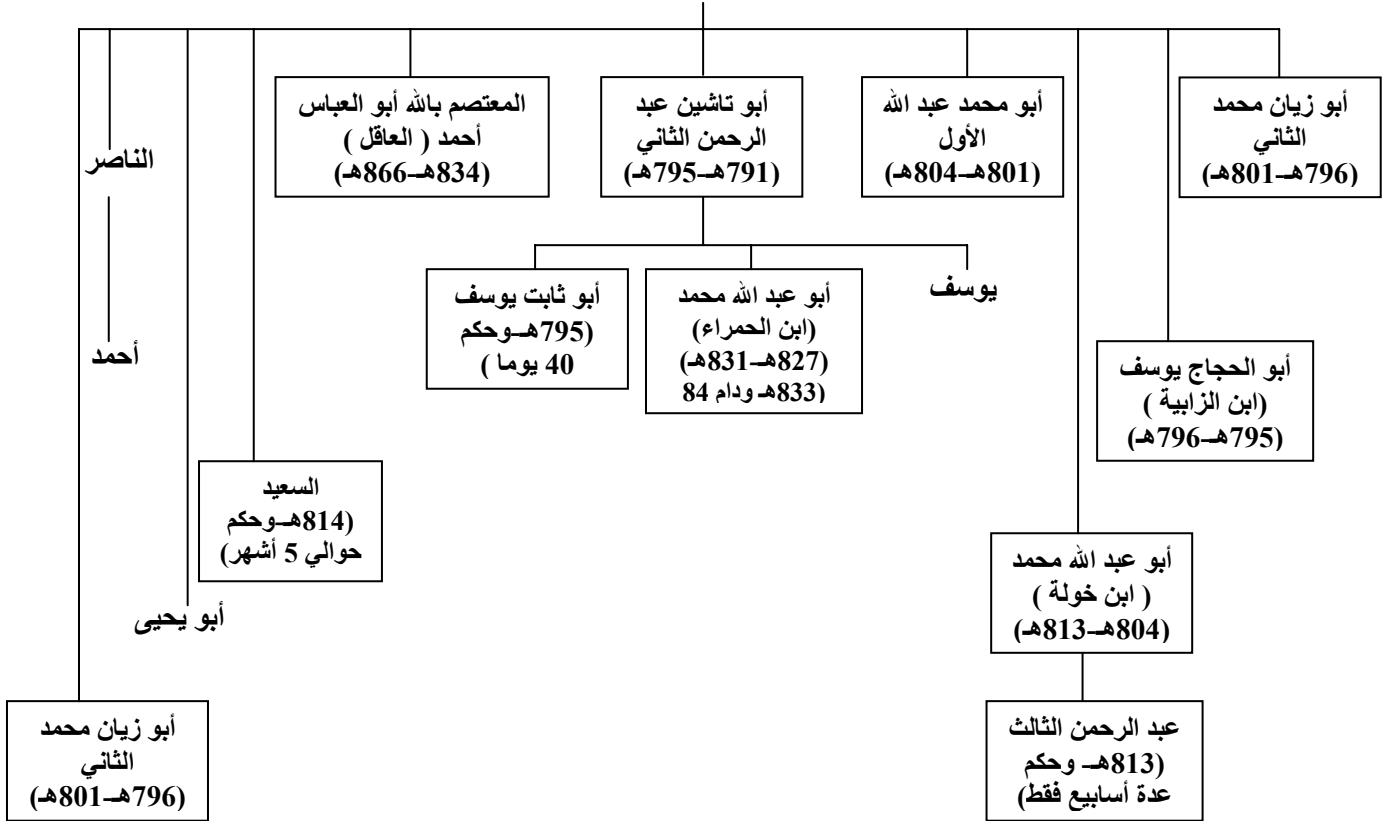 أبو زيان محمد
الثاني
(796هـ-801هـ)
أبو محمد عبد الله
الأول
(801هـ-804هـ)
أبو تاشين عبد
الرحمن الثاني
(791هـ-795هـ)
المعتصم بالله أبو العباس
أحمد ( العاقل )
(834هـ-866هـ)
الناصر
يوسف
أبو عبد الله محمد
(ابن الحمراء)
(827هـ-831هـ)
(833هـ ودام 84
أبو ثابت يوسف
(795هـ-وحكم
40 يوما )
أحمد
أبو الحجاج يوسف
(ابن الزابية )
(795هـ-796هـ)
السعيد
(814هـ-وحكم
حوالي 5 أشهر)
أبو عبد الله محمد
( ابن خولة )
(804هـ-813هـ)
أبو يحيى
عبد الرحمن الثالث
(813هـ- وحكم
عدة أسابيع فقط)
أبو زيان محمد
الثاني
(796هـ-801هـ)